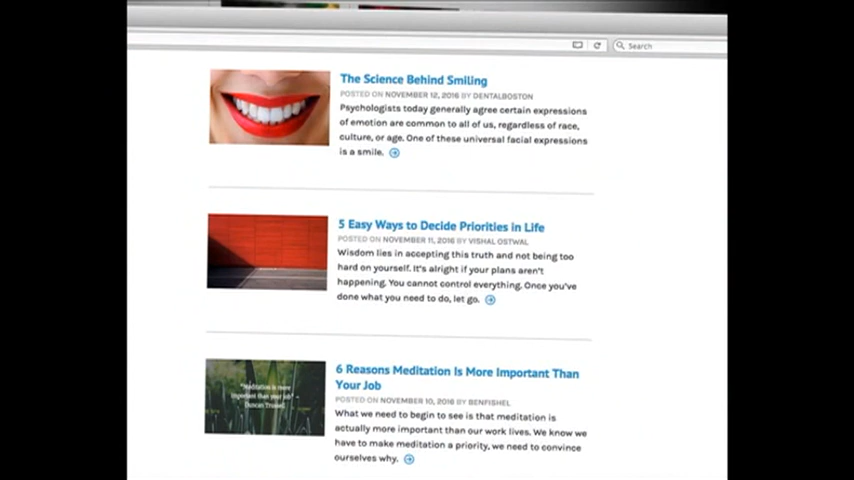 Search
The Science Behind Smiling
POSTED ON NOVEMBER 12, 2016 BY DENTALBOSTON
Psychologists today generally agree certain expressions
of emotion are common to all of us, regardless of race,
culture, or age. One of these universal facial expressions
is a smile.
5 Easy Ways to Decide Priorities in Life
POSTED ON NOVEMBER 11, 2016 BY VISHAL OSTWAL
Wisdom lies in accepting this truth and not being too
hard on yourself. It's alright if your plans aren't
happening. You cannot control everything. Once you've
done what you need to do, let go.
6 Reasons Meditation Is More Important Than
Your Job
POSTED ON NOVEMBER 10, 2016 BY BENFISHEL
"Meditation is more
important than your job" -
Duncan Trussell
What we need to begin to see is that meditation is
actually more important than our work lives. We know we
have to make meditation a priority, we need to convince
ourselves why.